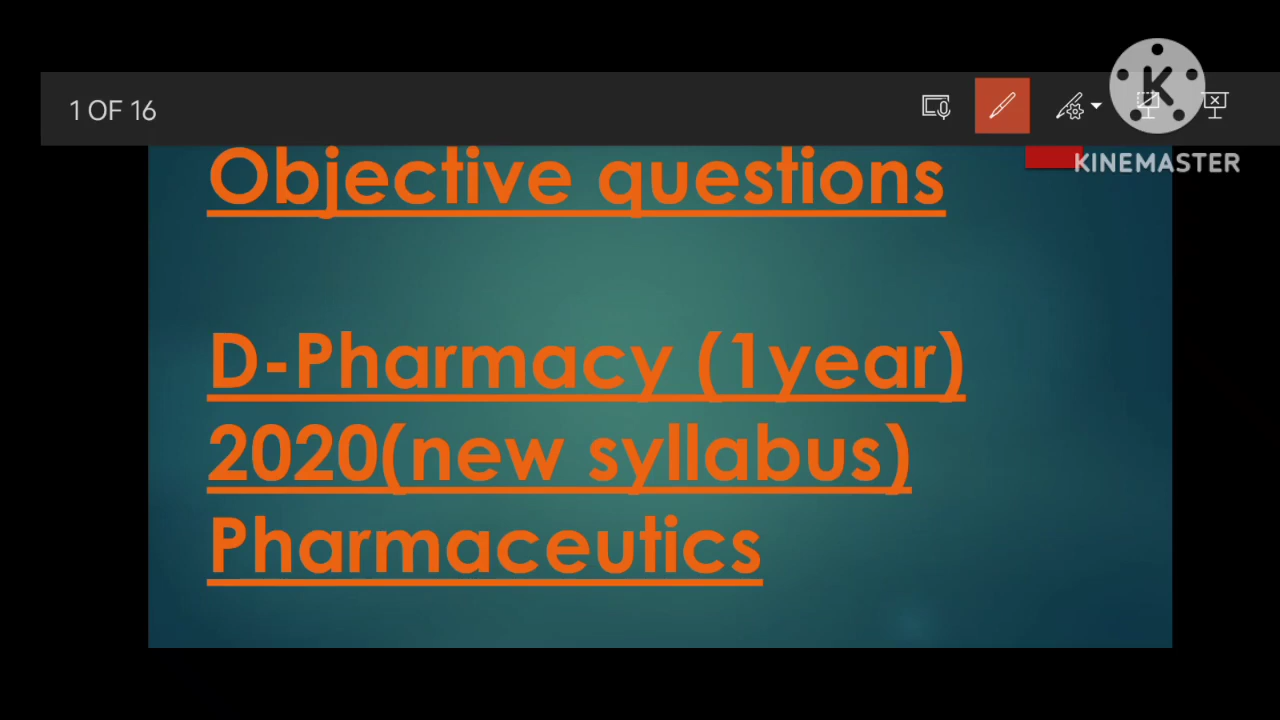 1 OF 16
KINEMASTER
Objective questions
D-Pharmacy (1year)
2020(new syllabus)
Pharmaceutics